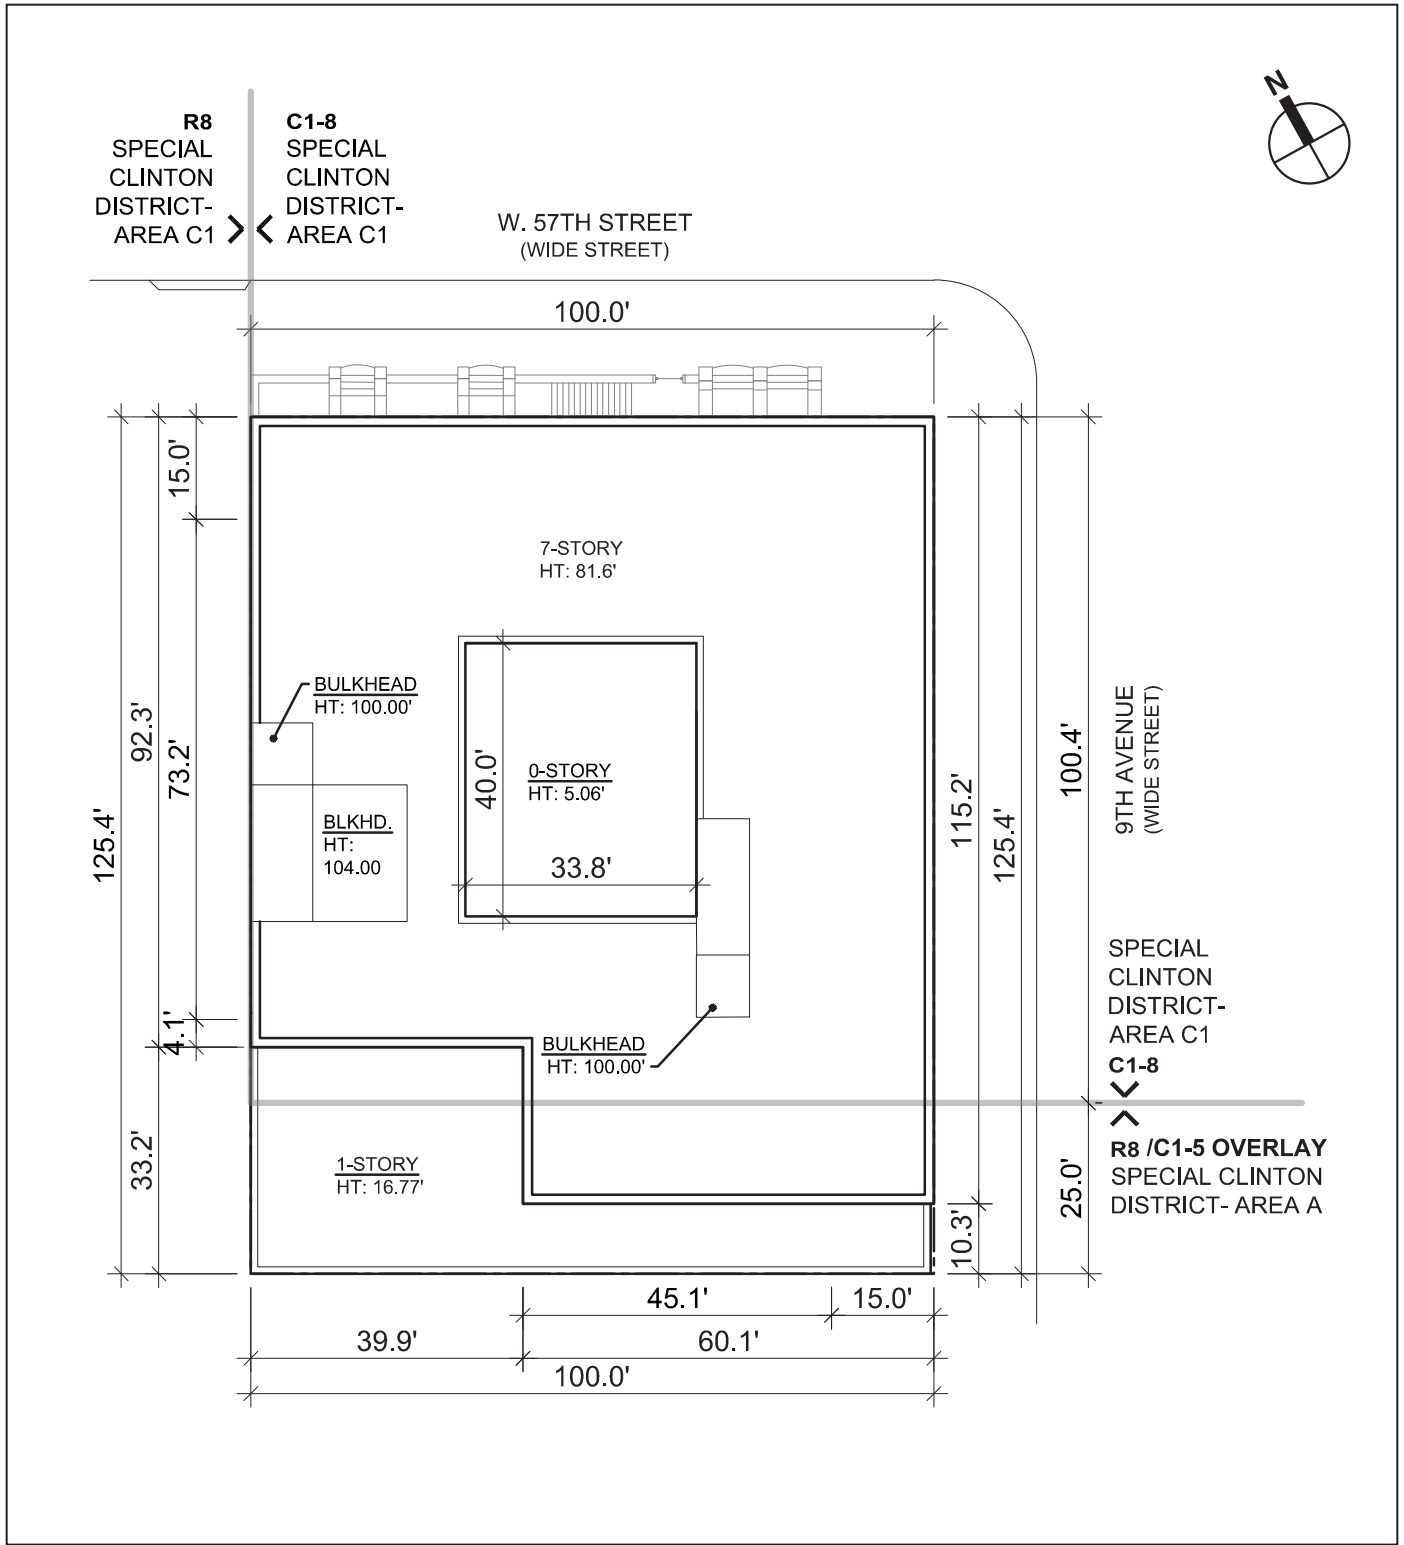 N
R8
SPECIAL
CLINTON
DISTRICT-
AREA C1
C1-8
SPECIAL
CLINTON
DISTRICT-
AREA C1
W. 57TH STREET
(WIDE STREET)
100.0'
15.0'
7-STORY
HT: 81.6'
BULKHEAD
HT: 100.00'
92.3'
73.2'
125.4'
40.0'
0-STORY
HT: 5.06'
33.8'
BLKHD.
HT:
104.00
115.2'
125.4'
100.4'
9TH AVENUE
(WIDE STREET)
4.1'
BULKHEAD
HT: 100.00'
SPECIAL
CLINTON
DISTRICT-
AREA C1
C1-8
R8 /C1-5 OVERLAY
SPECIAL CLINTON
DISTRICT- AREA A
33.2'
1-STORY
HT: 16.77'
10.3'
25.0'
45.1'
15.0'
39.9'
60.1'
100.0'